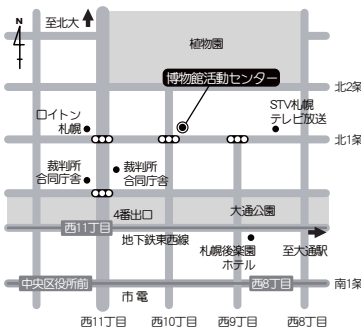 N
至北大
植物園
博物館活動センター
北2条
ロイトン
札幌
STV札幌
テレビ放送
北1条
裁判所
合同庁舎
裁判所
合同庁舎
4番出口
大通公園
西11丁目
地下鉄東西線
札幌後楽園
ホテル
至大通駅
中央区役所前
西8丁目
南1条
市電
西11丁目
西10丁目
西9丁目
西8丁目